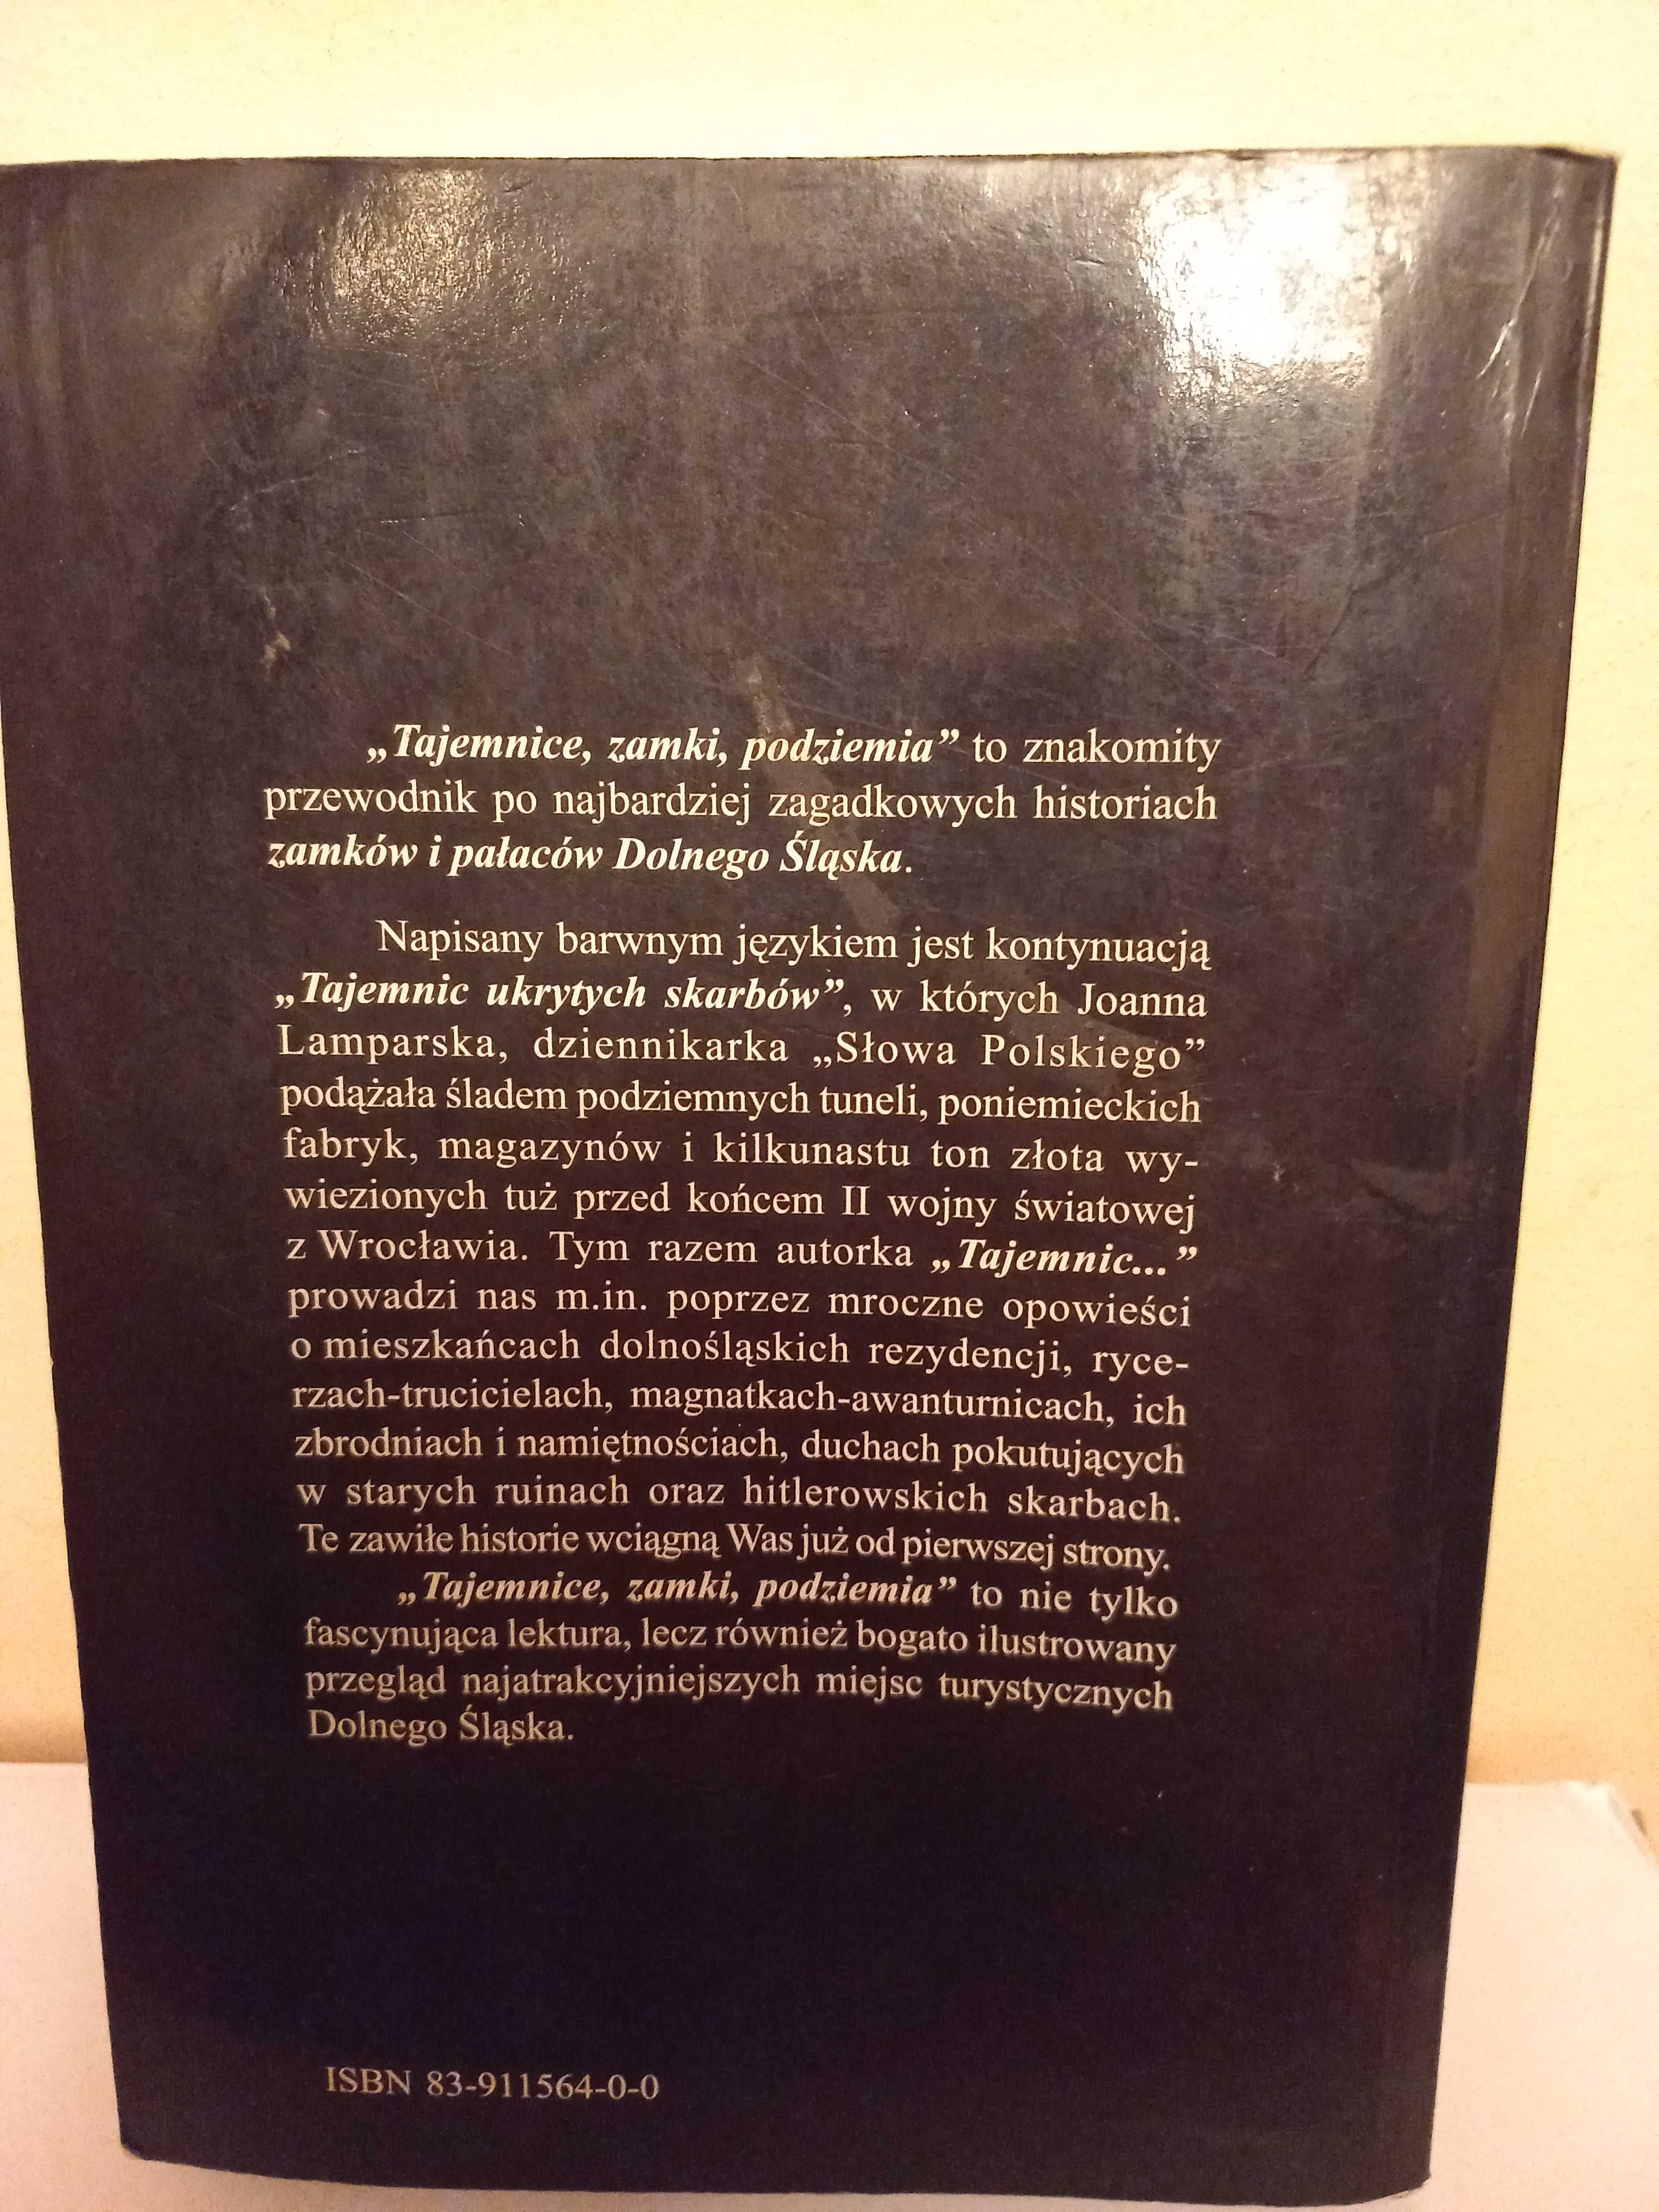 „Tajemnice, zamki, podziemia” to znakomity
przewodnik po najbardziej zagadkowych historiach
zamków i pałaców Dolnego Śląska.
Napisany barwnym językiem jest kontynuacją
„Tajemnic ukrytych skarbów”, w których Joanna
Lamparska, dziennikarka „Słowa Polskiego”
podążała śladem podziemnych tuneli, poniemieckich
fabryk, magazynów i kilkunastu ton złota wy-
wiezionych tuż przed końcem II wojny światowej
z Wrocławia. Tym razem autorka „Tajemnic...”
prowadzi nas m.in. poprzez mroczne opowieści
o mieszkańcach dolnośląskich rezydencji, ryce-
rzach-trucicielach, magnatkach-awanturnicach, ich
zbrodniach i namiętnościach, duchach pokutujących
w starych ruinach oraz hitlerowskich skarbach.
Te zawiłe historie wciągną Was już od pierwszej strony.
„Tajemnice, zamki, podziemia” to nie tylko
fascynująca lektura, lecz również bogato ilustrowany
przegląd najatrakcyjniejszych miejsc turystycznych
Dolnego Śląska.
ISBN 83-911564-0-0